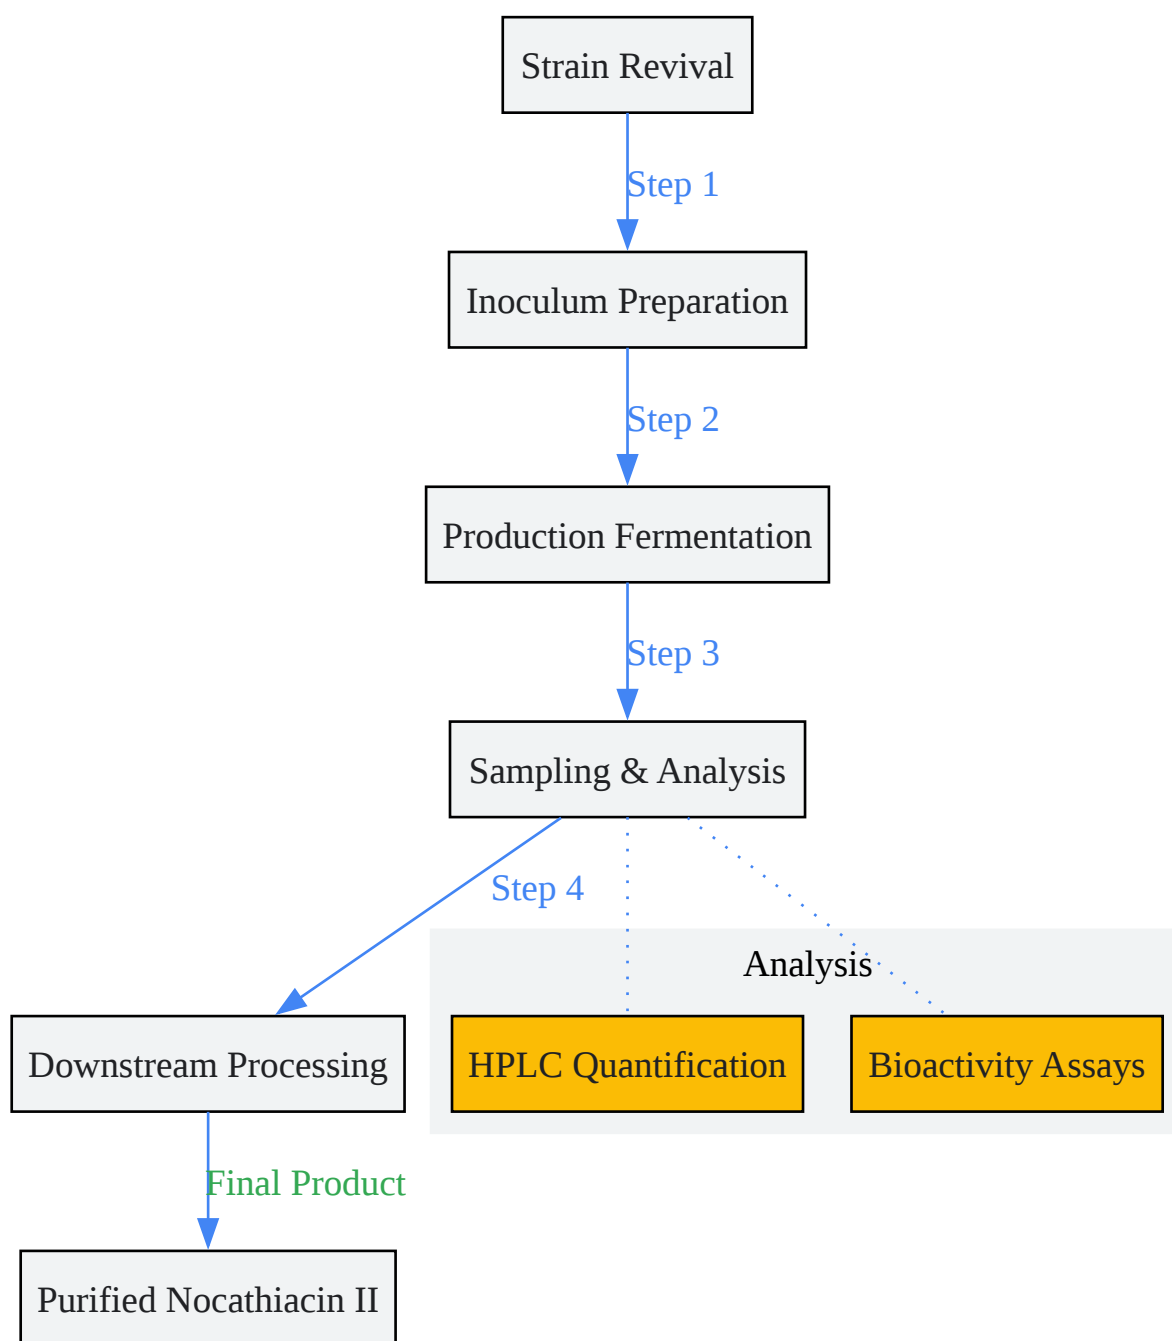 Strain Revival
Step 1
Inoculum Preparation
Step 2
Production Fermentation
Step 3
Sampling & Analysis
Step 4
Analysis
Downstream Processing
HPLC Quantification
Bioactivity Assays
Final Product
Purified Nocathiacin II